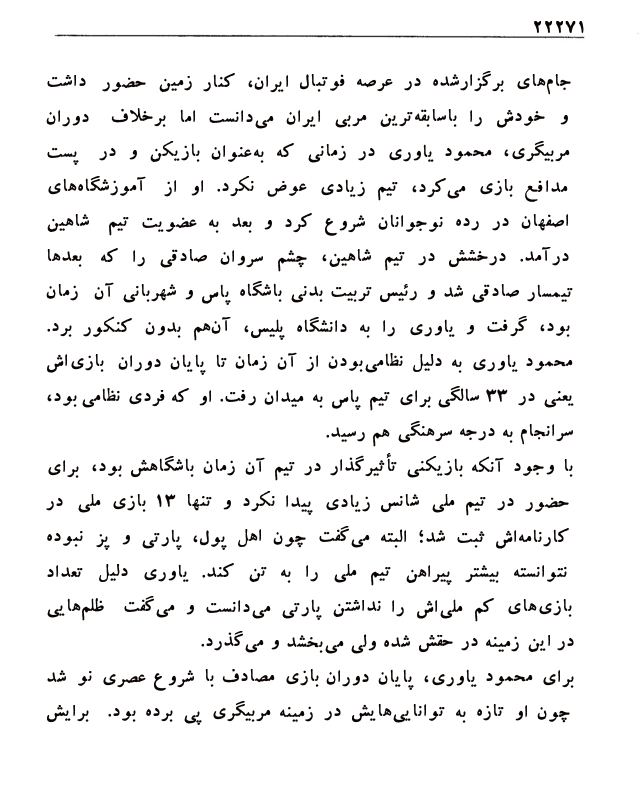 ۲۲۲۷۱
جام‌های برگزارشده در عرصه فوتبال ایران، کنار زمین حضور داشت
و خودش را باسابقه‌ترین مربی ایران می‌دانست اما برخلاف دوران
مربیگری، محمود یاوری در زمانی که به‌عنوان بازیکن و در پست
مدافع بازی می‌کرد، تیم زیادی عوض نکرد. او از آموزشگاه‌های
اصفهان در رده نوجوانان شروع کرد و بعد به عضویت تیم شاهین
درآمد. درخشش در تیم شاهین، چشم سروان صادقی را که بعدها
تیمسار صادقی شد و رئیس تربیت بدنی باشگاه پاس و شهربانی آن زمان
بود، گرفت و یاوری را به دانشگاه پلیس، آن‌هم بدون کنکور برد.
محمود یاوری به دلیل نظامی‌بودن از آن زمان تا پایان دوران بازی‌اش
یعنی در ۳۳ سالگی برای تیم پاس به میدان رفت. او که فردی نظامی بود،
سرانجام به درجه سرهنگی هم رسید.
با وجود آنکه بازیکنی تأثیرگذار در تیم آن زمان باشگاهش بود، برای
حضور در تیم ملی شانس زیادی پیدا نکرد و تنها ۱۳ بازی ملی در
کارنامه‌اش ثبت شد؛ البته می‌گفت چون اهل پول، پارتی و پز نبوده
نتوانسته بیشتر پیراهن تیم ملی را به تن کند. یاوری دلیل تعداد
بازی‌های کم ملی‌اش را نداشتن پارتی می‌دانست و می‌گفت ظلم‌هایی
در این زمینه در حقش شده ولی می‌بخشد و می‌گذرد.
برای محمود یاوری، پایان دوران بازی مصادف با شروع عصری نو شد
چون او تازه به توانایی‌هایش در زمینه مربیگری پی برده بود. برایش